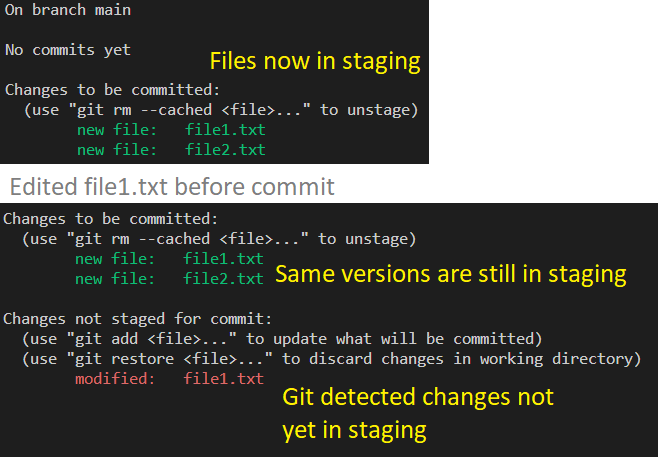 On branch main
No commits yet
Files now in staging
Changes to be committed:
(use "git rm --cached <file>..." to unstage)
new file: file1.txt
new file: file2.txt
Edited file1.txt before commit
Changes to be committed:
(use "git rm --cached <file>..." to unstage)
new file: file1.txt
new file: file2.txt
Same versions are still in staging
Changes not staged for commit:
(use "git add <file>..." to update what will be committed)
(use "git restore <file>..." to discard changes in working directory)
modified: file1.txt
Git detected changes not
yet in staging